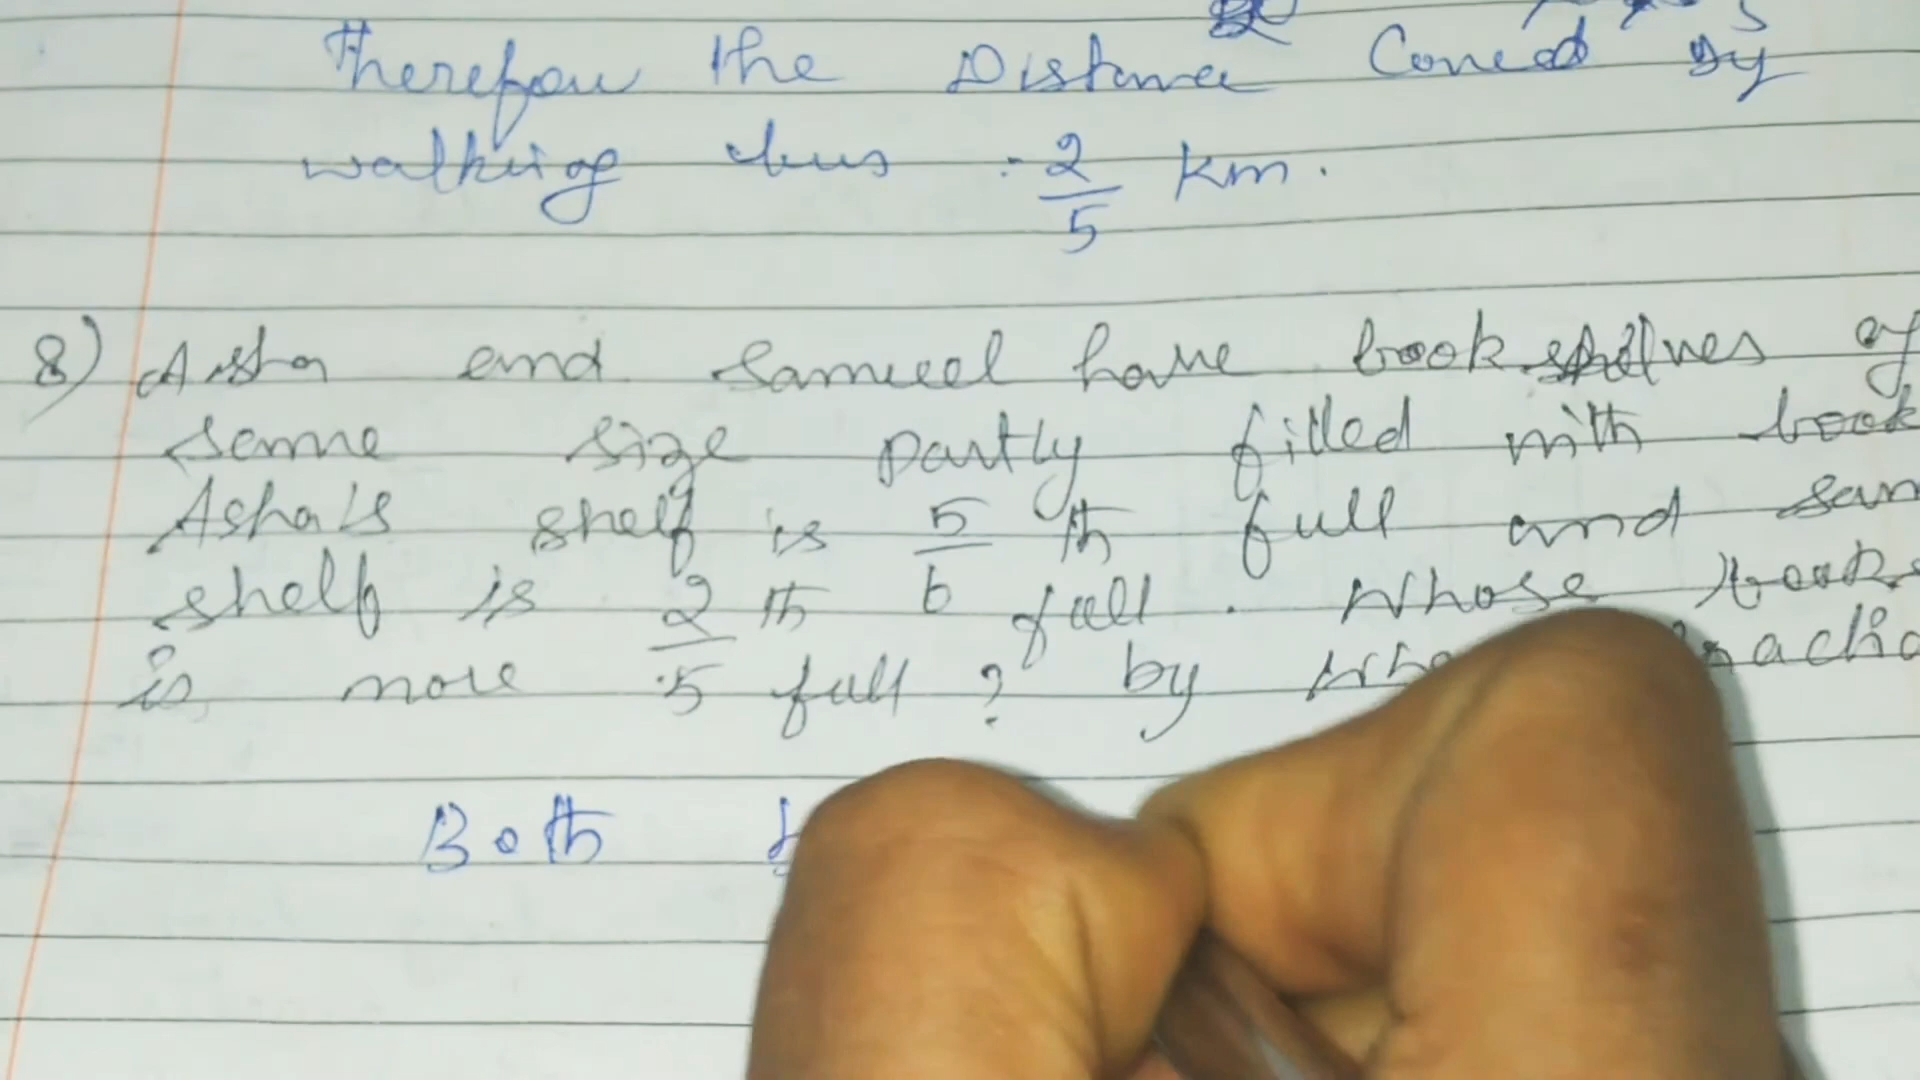 Therefore the Distance Covered by
walking bus = 2/5 km.
8) Asha and Samuel have book shelves of
same size partly filled with book
Asha's shelf is 5/6 th full and sam
shelf is 2/5 th full. Whose book
is more full? by
Both